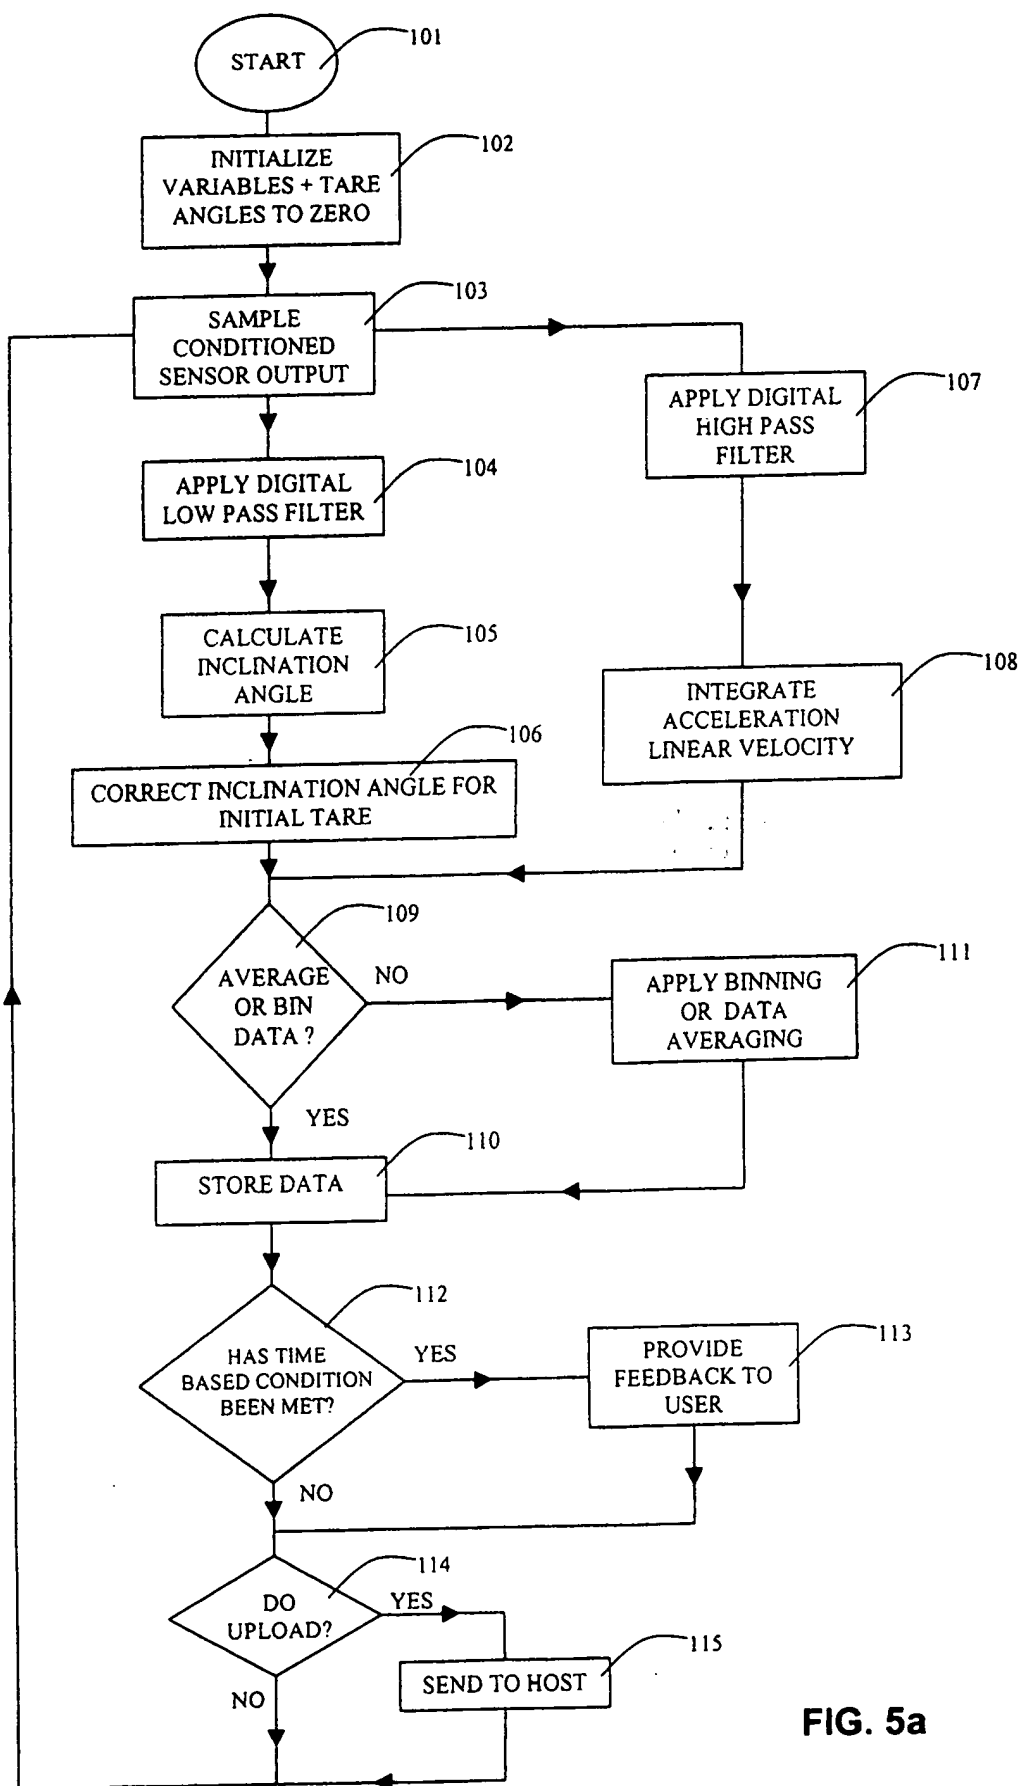 START
101
INITIALIZE
VARIABLES + TARE
ANGLES TO ZERO
102
SAMPLE
CONDITIONED
SENSOR OUTPUT
103
APPLY DIGITAL
HIGH PASS
FILTER
107
APPLY DIGITAL
LOW PASS FILTER
104
CALCULATE
INCLINATION
ANGLE
105
INTEGRATE
ACCELERATION
LINEAR VELOCITY
108
CORRECT INCLINATION ANGLE FOR
INITIAL TARE
106
AVERAGE
OR BIN
DATA ?
109
NO
APPLY BINNING
OR DATA
AVERAGING
111
YES
STORE DATA
110
HAS TIME
BASED CONDITION
BEEN MET?
112
YES
PROVIDE
FEEDBACK TO
USER
113
NO
DO
UPLOAD?
114
YES
SEND TO HOST
115
NO
FIG. 5a